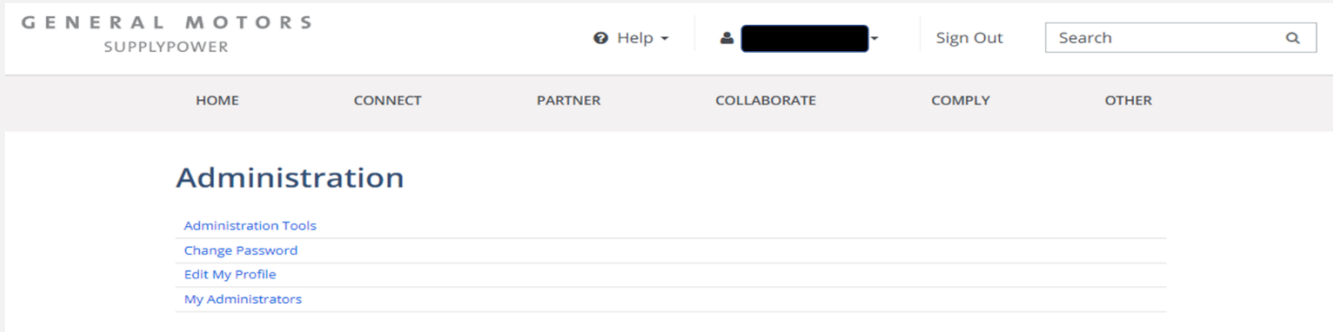 GENERAL MOTORS
SUPPLYPOWER
Help
Sign Out
Search
HOME CONNECT PARTNER COLLABORATE COMPLY OTHER
Administration
Administration Tools
Change Password
Edit My Profile
My Administrators